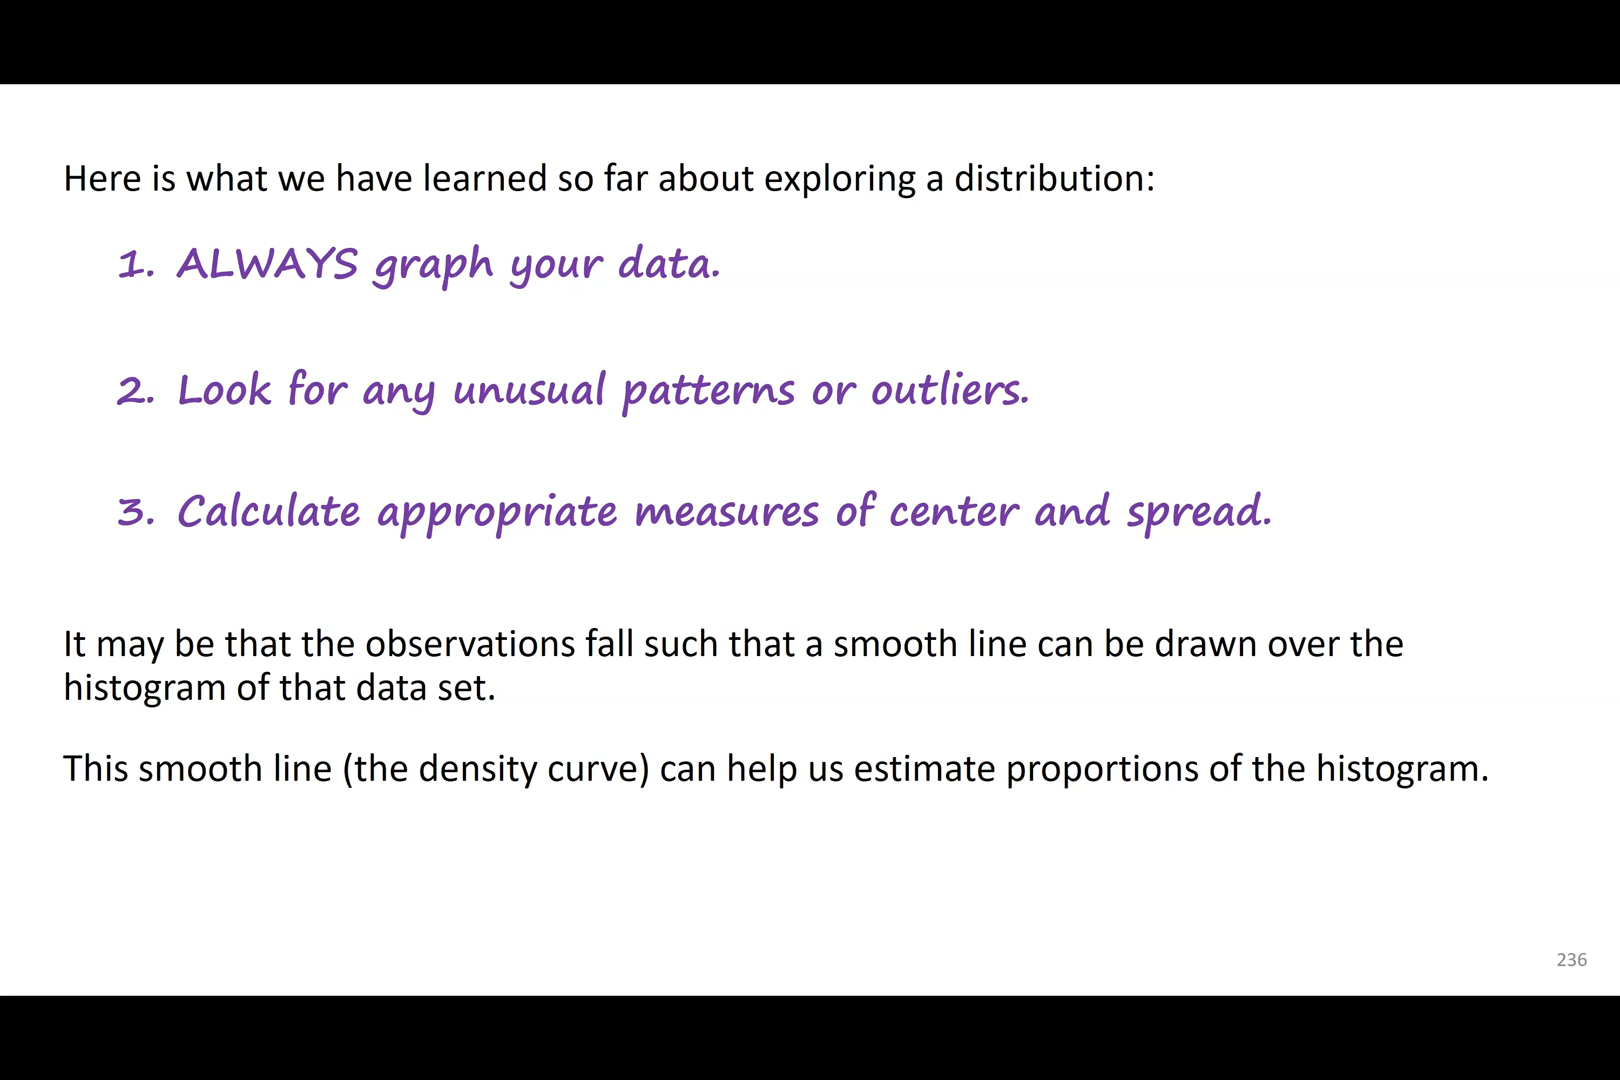 Here is what we have learned so far about exploring a distribution:
1. ALWAYS graph your data.
2. Look for any unusual patterns or outliers.
3. Calculate appropriate measures of center and spread.
It may be that the observations fall such that a smooth line can be drawn over the
histogram of that data set.
This smooth line (the density curve) can help us estimate proportions of the histogram.
236